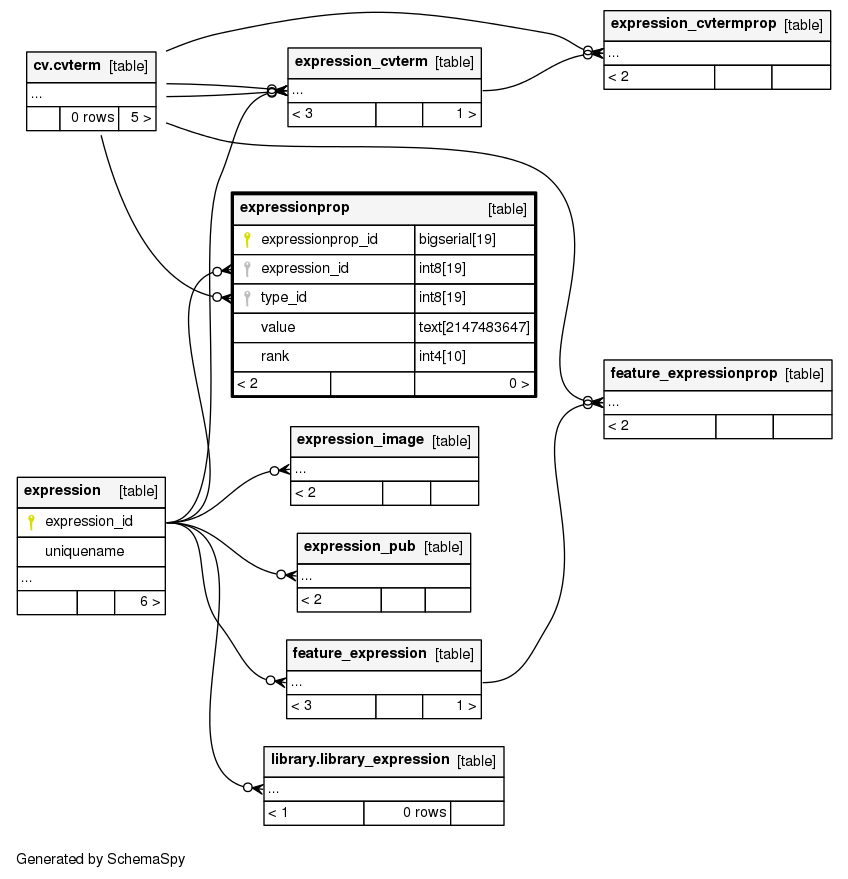 cv.cvterm [table]
...
0 rows 5 >
expression_cvterm [table]
...
< 3 1 >
expression_cvtermprop [table]
...
< 2
expressionprop [table]
expressionprop_id bigserial[19]
expression_id int8[19]
type_id int8[19]
value text[2147483647]
rank int4[10]
< 2 0 >
feature_expressionprop [table]
...
< 2
expression_image [table]
...
< 2
expression [table]
expression_id
uniquename
...
6 >
expression_pub [table]
...
< 2
feature_expression [table]
...
< 3 1 >
library.library_expression [table]
...
< 1 0 rows
Generated by SchemaSpy